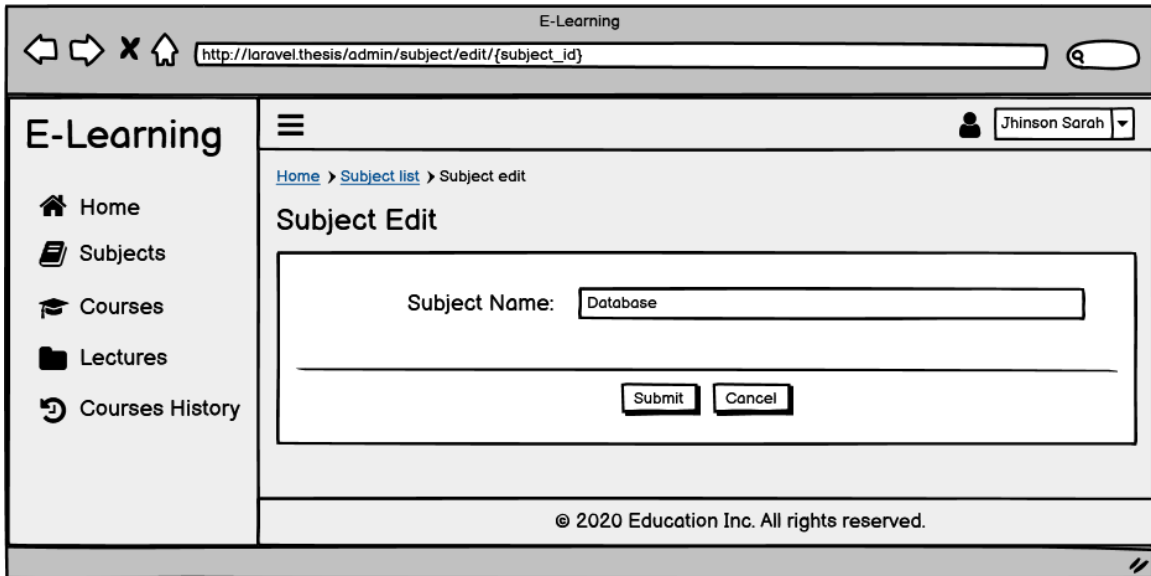 E-Learning
http://laravel.thesis/admin/subject/edit/{subject_id}
E-Learning
Jhinson Sarah
Home
Subjects
Courses
Lectures
Courses History
Home > Subject list > Subject edit
Subject Edit
Subject Name: Database
Submit Cancel
© 2020 Education Inc. All rights reserved.